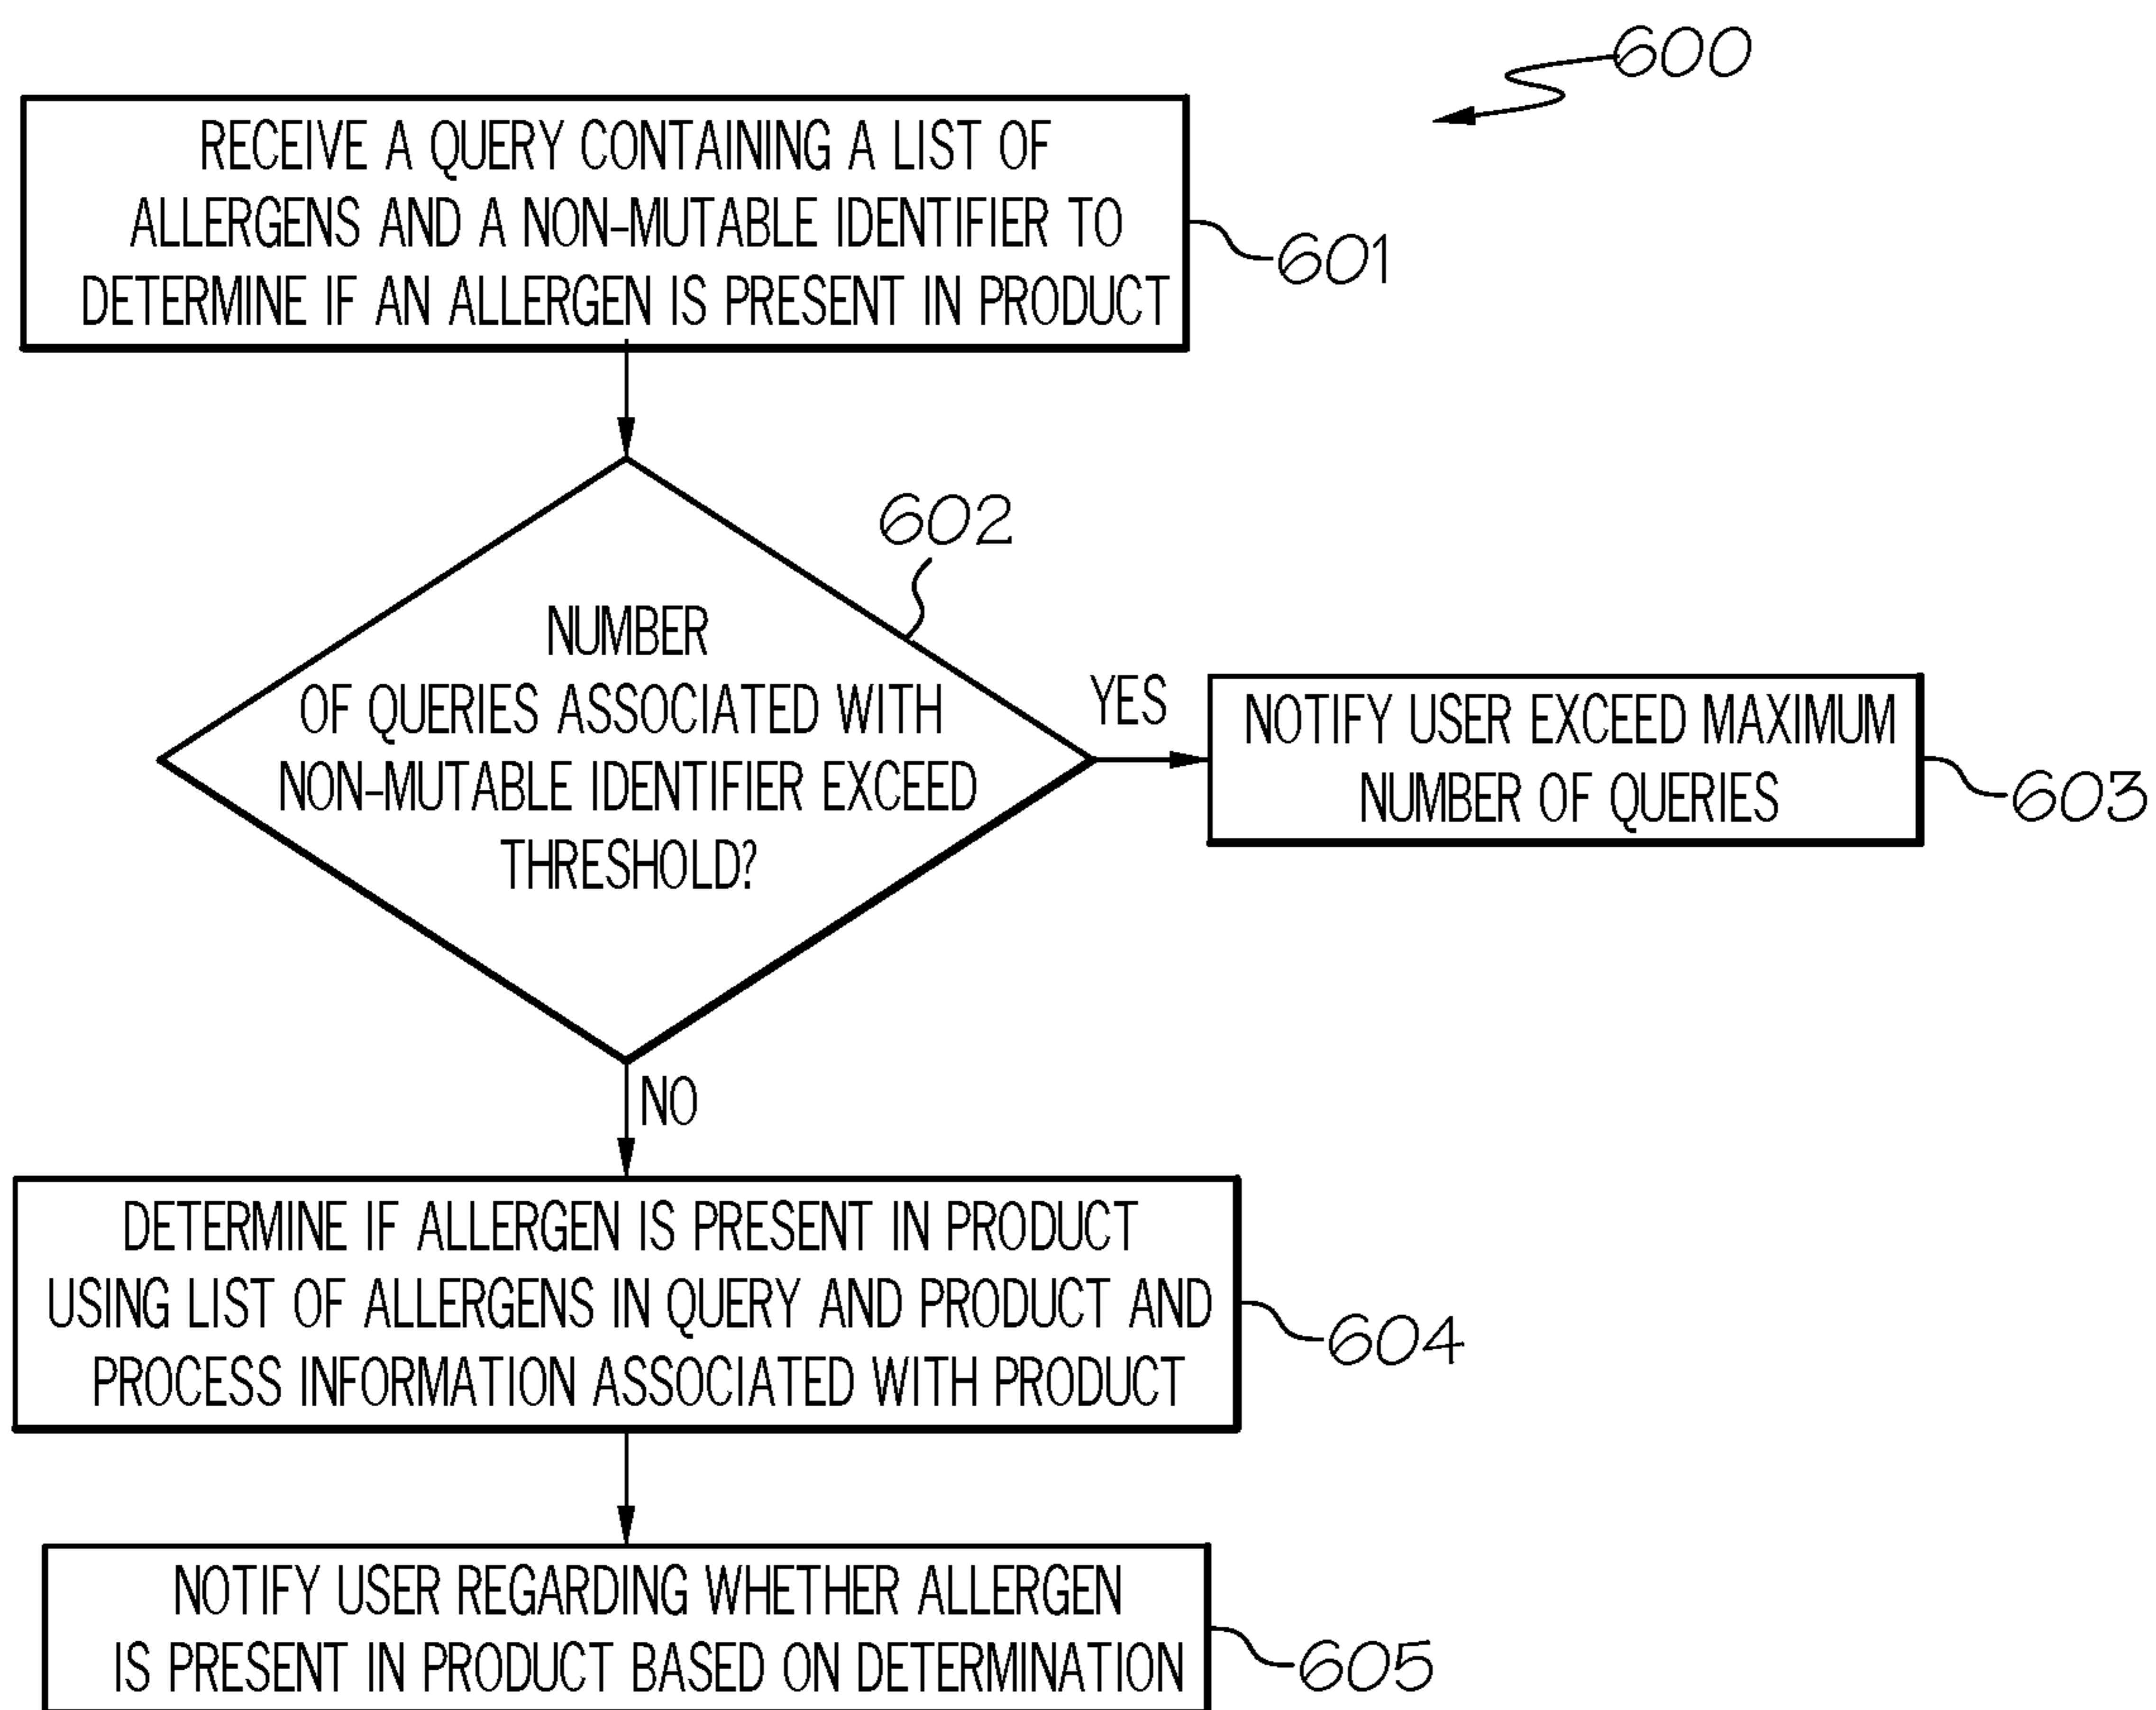 600
RECEIVE A QUERY CONTAINING A LIST OF
ALLERGENS AND A NON-MUTABLE IDENTIFIER TO
DETERMINE IF AN ALLERGEN IS PRESENT IN PRODUCT
601
602
NUMBER
OF QUERIES ASSOCIATED WITH
NON-MUTABLE IDENTIFIER EXCEED
THRESHOLD?
YES
NOTIFY USER EXCEED MAXIMUM
NUMBER OF QUERIES
603
NO
DETERMINE IF ALLERGEN IS PRESENT IN PRODUCT
USING LIST OF ALLERGENS IN QUERY AND PRODUCT AND
PROCESS INFORMATION ASSOCIATED WITH PRODUCT
604
NOTIFY USER REGARDING WHETHER ALLERGEN
IS PRESENT IN PRODUCT BASED ON DETERMINATION
605